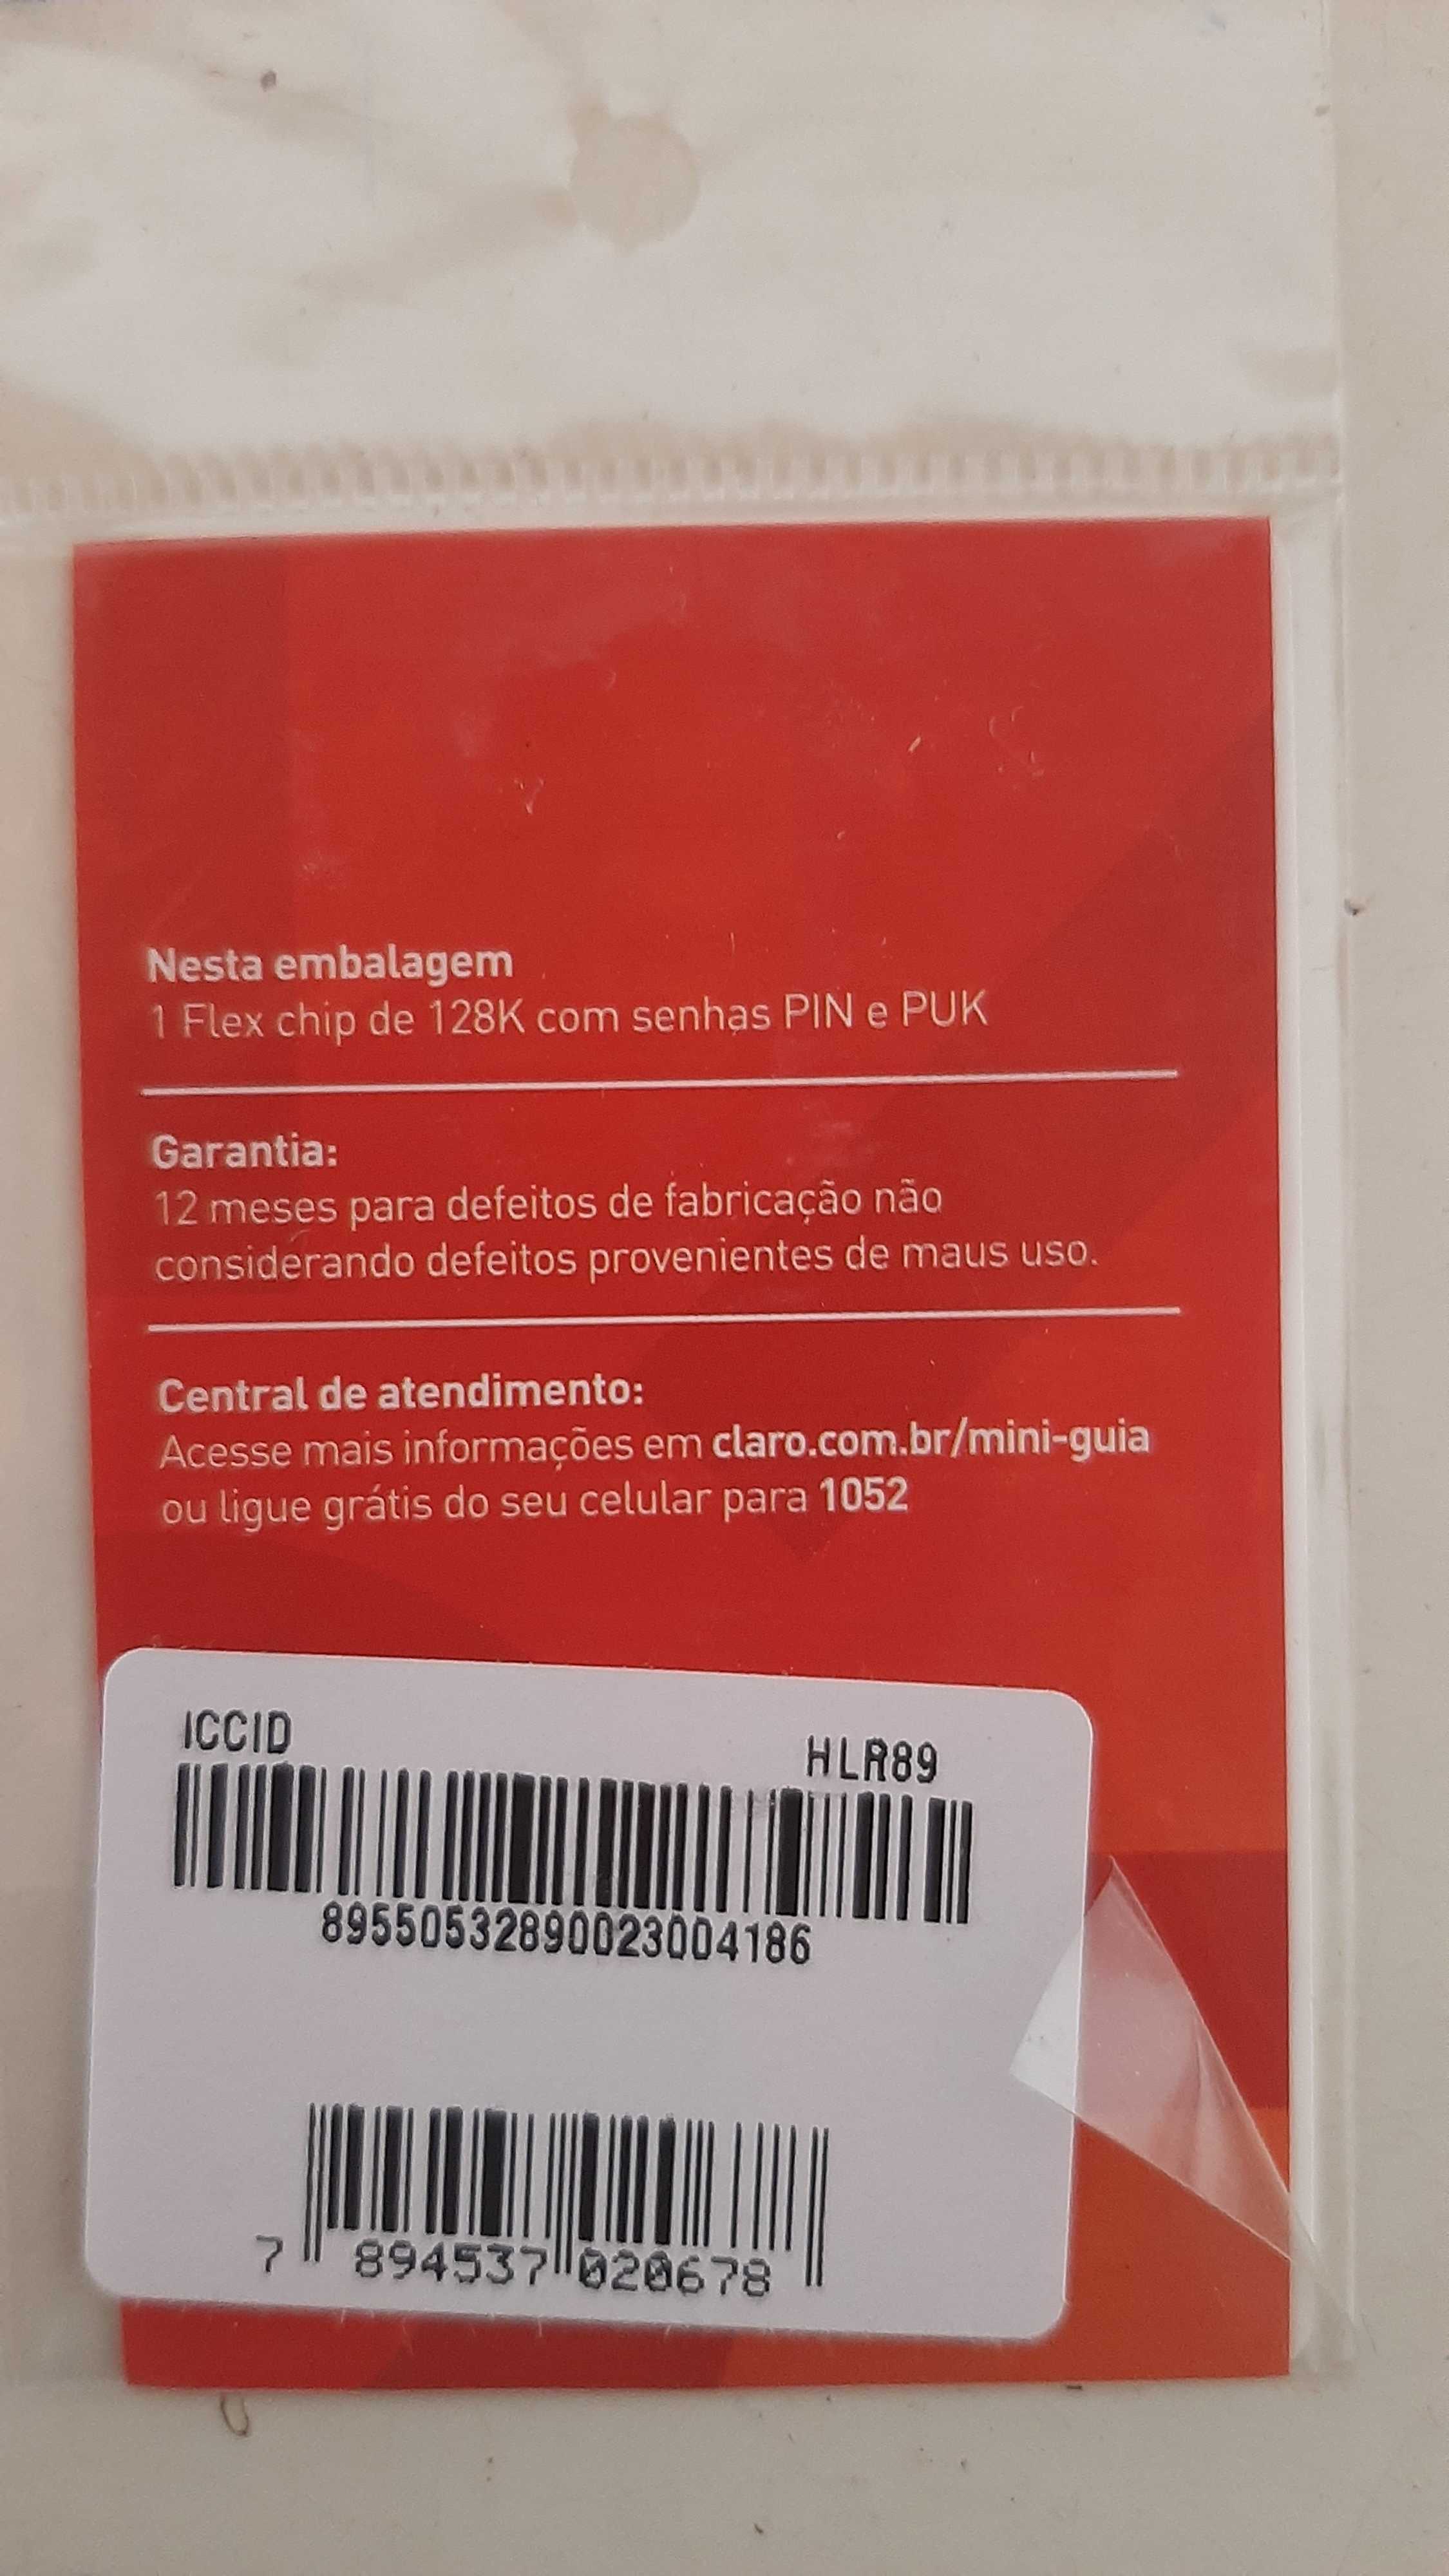 Nesta embalagem
1 Flex chip de 128K com senhas PIN e PUK
Garantia:
12 meses para defeitos de fabricação não
considerando defeitos provenientes de maus uso.
Central de atendimento:
Acesse mais informações em claro.com.br/mini-guia
ou ligue grátis do seu celular para 1052
ICCID
HLR89
89550532890023004186
7 894537 020678